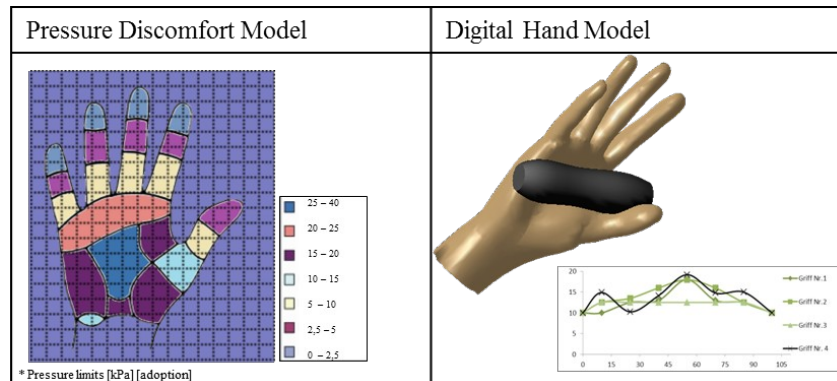 Pressure Discomfort Model
Digital Hand Model
25 – 40
20 – 25
15 – 20
10 – 15
5 – 10
2,5 – 5
0 – 2,5
* Pressure limits [kPa] [adoption]
20
15
10
5
0
0 15 30 45 60 75 90 105
Griff Nr.1
Griff Nr.2
Griff Nr.3
Griff Nr. 4